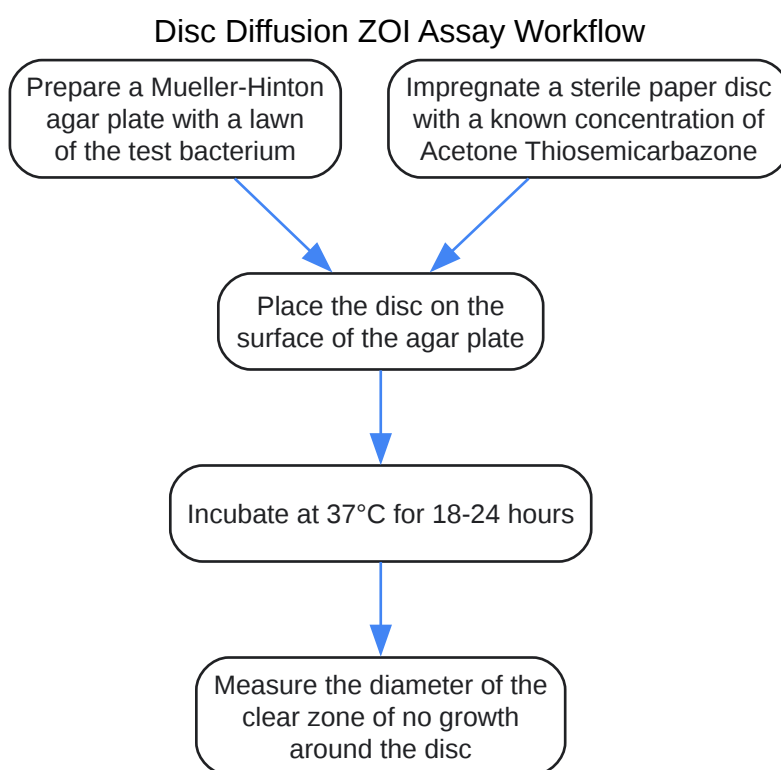 Disc Diffusion ZOI Assay Workflow
Prepare a Mueller-Hinton
agar plate with a lawn
of the test bacterium
Impregnate a sterile paper disc
with a known concentration of
Acetone Thiosemicarbazone
Place the disc on the
surface of the agar plate
Incubate at 37°C for 18-24 hours
Measure the diameter of the
clear zone of no growth
around the disc